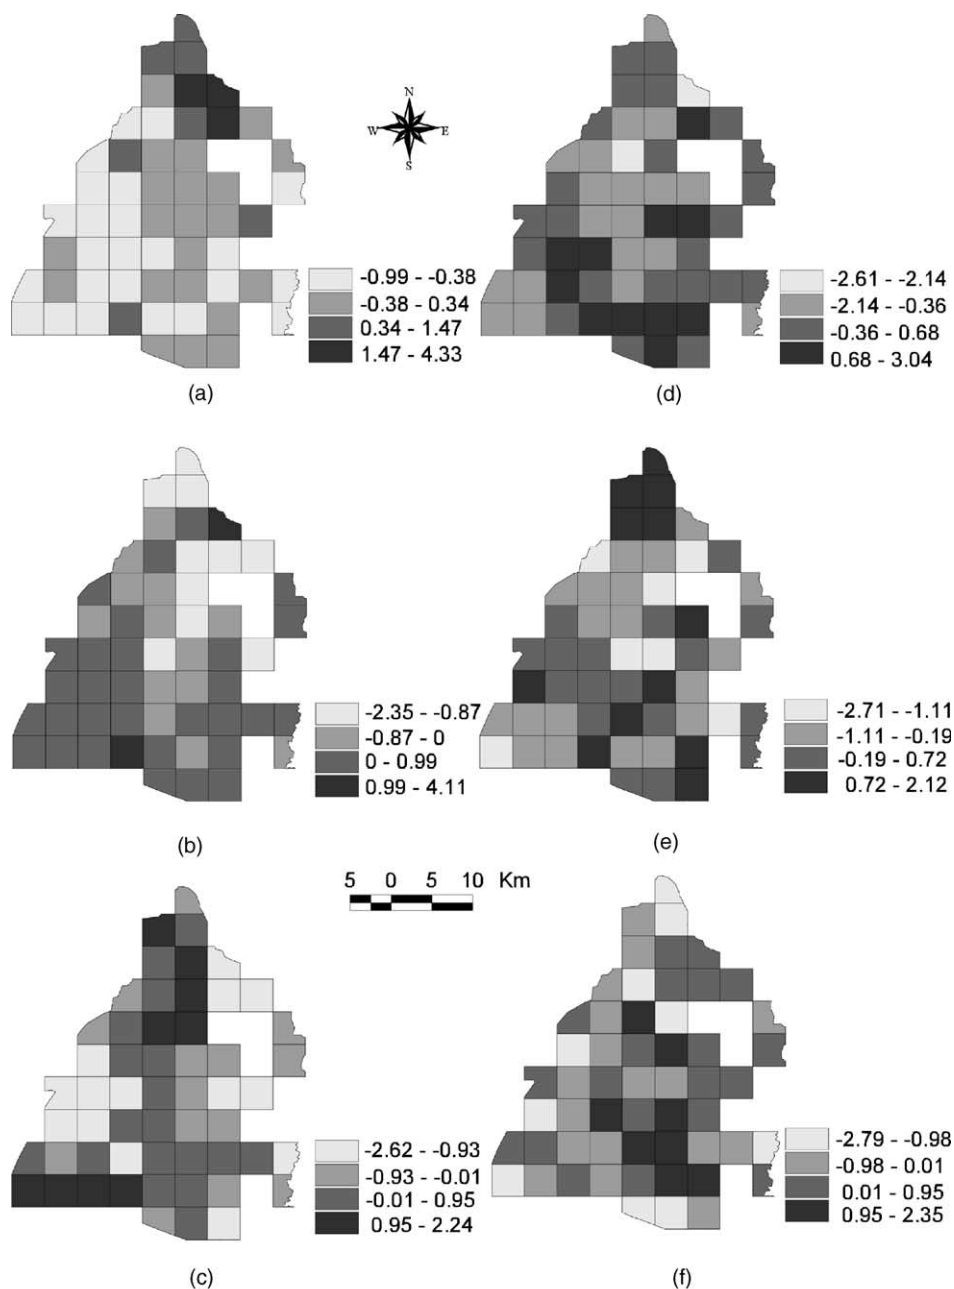 N
W E
S
-0.99 - -0.38
-0.38 - 0.34
0.34 - 1.47
1.47 - 4.33
(a)
-2.61 - -2.14
-2.14 - -0.36
-0.36 - 0.68
0.68 - 3.04
(d)
-2.35 - -0.87
-0.87 - 0
0 - 0.99
0.99 - 4.11
(b)
-2.71 - -1.11
-1.11 - -0.19
-0.19 - 0.72
0.72 - 2.12
(e)
5 0 5 10 Km
-2.62 - -0.93
-0.93 - -0.01
-0.01 - 0.95
0.95 - 2.24
(c)
-2.79 - -0.98
-0.98 - 0.01
0.01 - 0.95
0.95 - 2.35
(f)